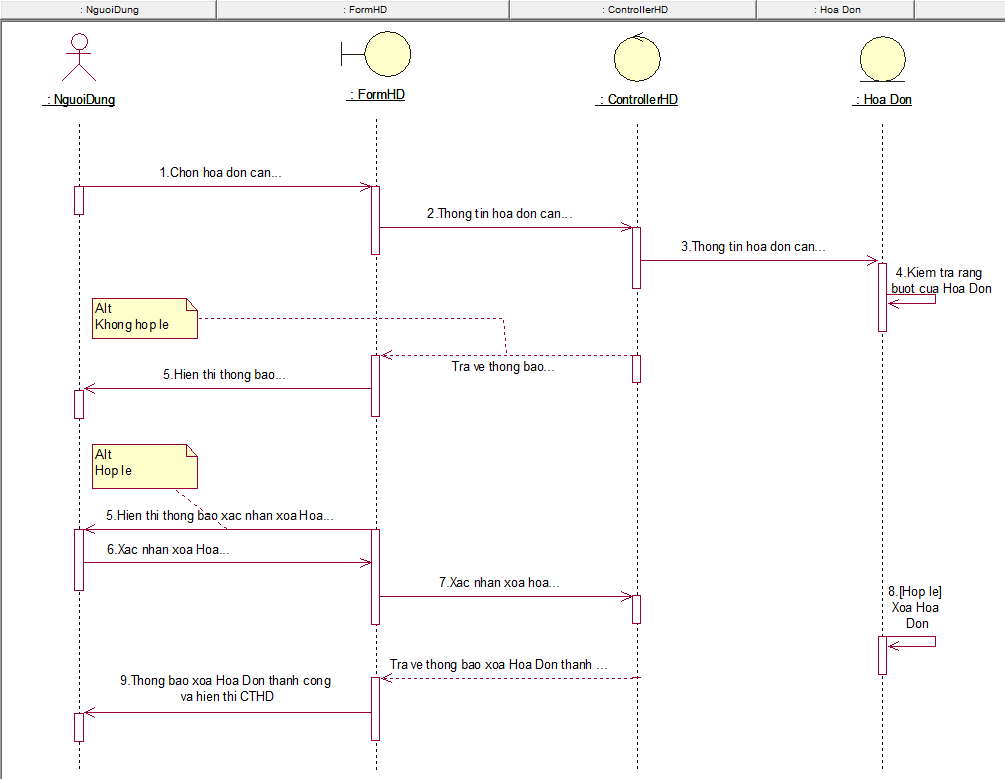 : NguoiDung
: FormHD
: ControllerHD
: Hoa Don
: NguoiDung
: FormHD
: ControllerHD
: Hoa Don
1.Chon hoa don can...
2.Thong tin hoa don can...
3.Thong tin hoa don can...
4.Kiem tra rang
buot cua Hoa Don
Alt
Khong hop le
Tra ve thong bao...
5.Hien thi thong bao...
Alt
Hop le
5.Hien thi thong bao xac nhan xoa Hoa...
6.Xac nhan xoa Hoa...
7.Xac nhan xoa hoa...
8.[Hop le]
Xoa Hoa
Don
Tra ve thong bao xoa Hoa Don thanh ...
9.Thong bao xoa Hoa Don thanh cong
va hien thi CTHD